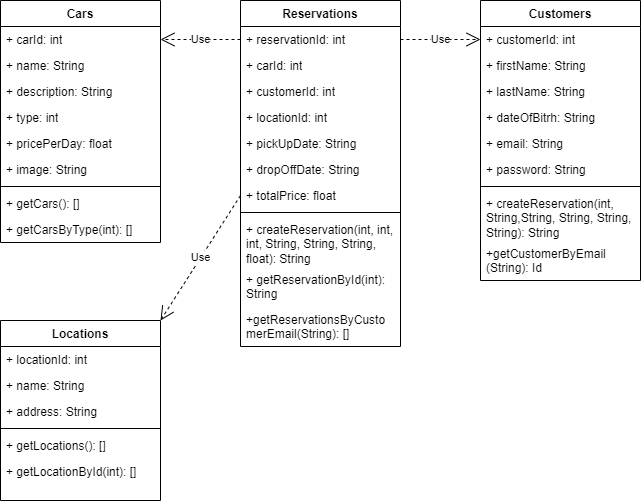 Cars
+ carId: int
+ name: String
+ description: String
+ type: int
+ pricePerDay: float
+ image: String
+ getCars(): []
+ getCarsByType(int): []
Use
Reservations
+ reservationId: int
+ carId: int
+ customerId: int
+ locationId: int
+ pickUpDate: String
+ dropOffDate: String
+ totalPrice: float
+ createReservation(int, int,
int, String, String, String,
float): String
+ getReservationById(int):
String
+getReservationsByCusto
merEmail(String): []
Use
Customers
+ customerId: int
+ firstName: String
+ lastName: String
+ dateOfBitrh: String
+ email: String
+ password: String
+ createReservation(int,
String,String, String, String,
String): String
+getCustomerByEmail
(String): Id
Use
Locations
+ locationId: int
+ name: String
+ address: String
+ getLocations(): []
+ getLocationById(int): []